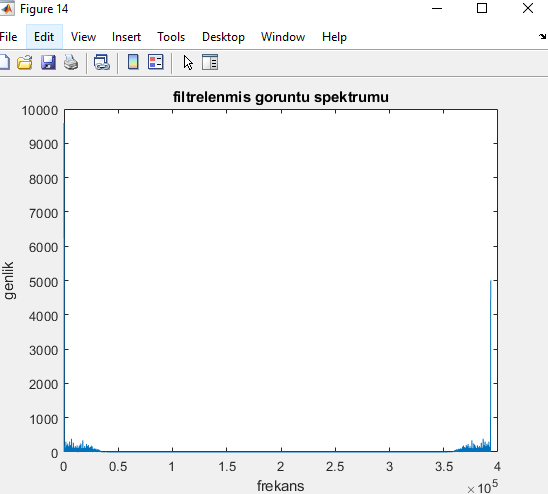 Figure 14
File Edit View Insert Tools Desktop Window Help
filtrelenmis goruntu spektrumu
10000
9000
8000
7000
6000
5000
4000
3000
2000
1000
0
genlik
0 0.5 1 1.5 2 2.5 3 3.5 4
frekans
×10^5